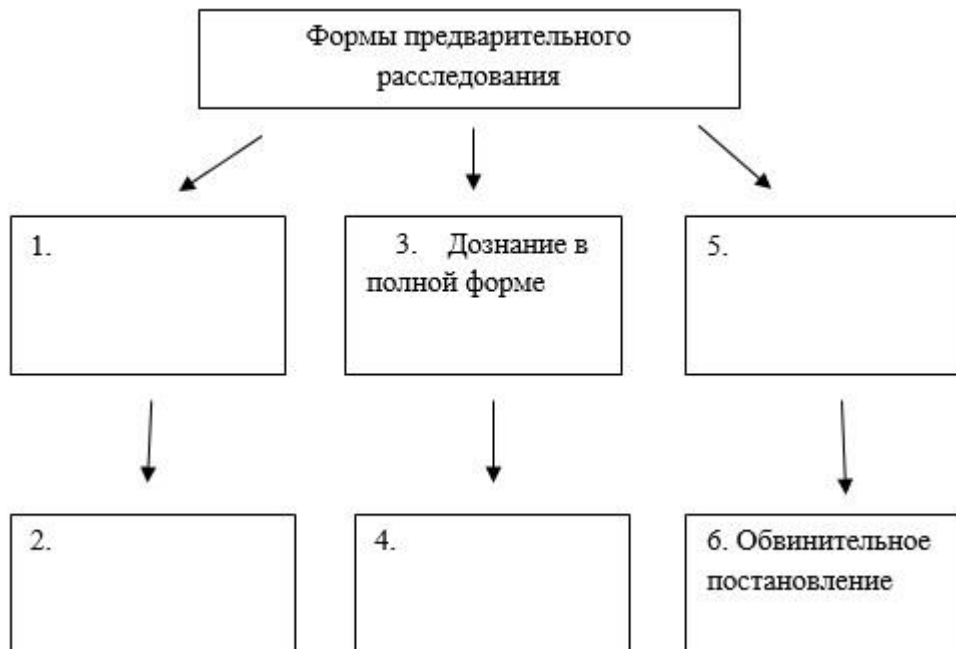 Формы предварительного
расследования
1.
3. Дознание в
полной форме
5.
2.
4.
6. Обвинительное
постановление